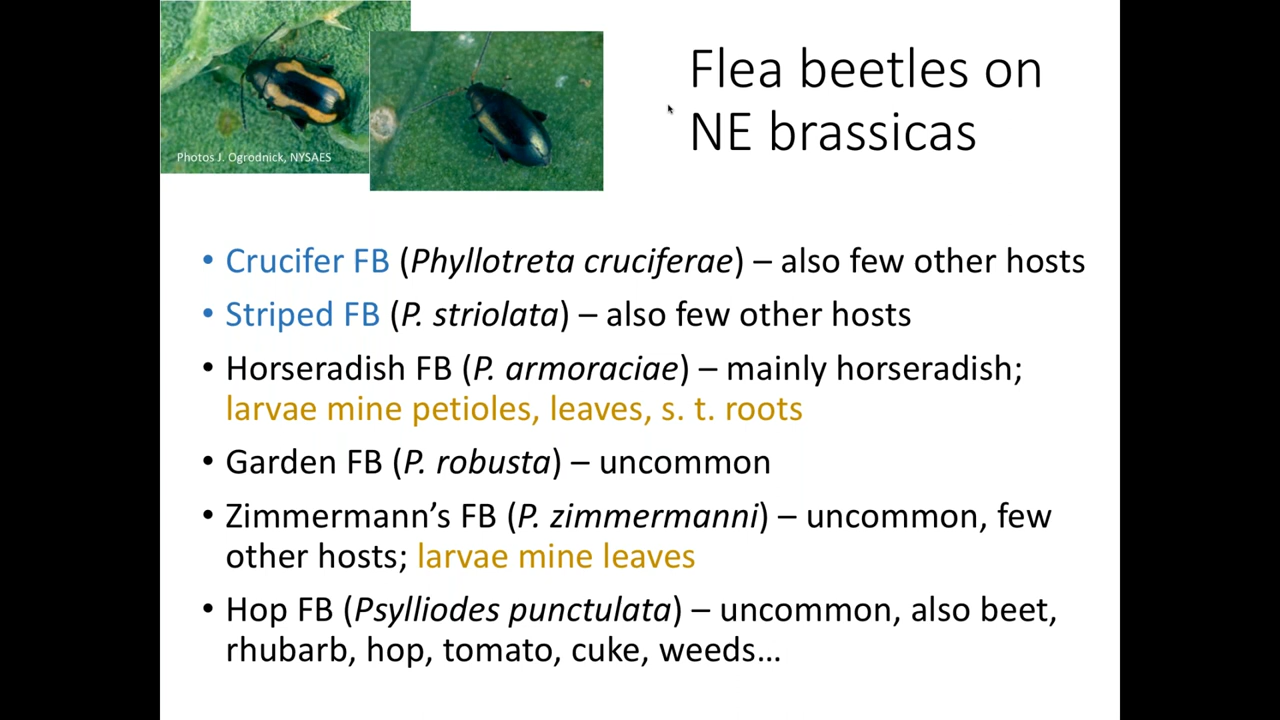 Photos J. Ogrodnick, NYSAES
Flea beetles on
NE brassicas
• Crucifer FB (Phyllotreta cruciferae) – also few other hosts
• Striped FB (P. striolata) – also few other hosts
• Horseradish FB (P. armoraciae) – mainly horseradish;
larvae mine petioles, leaves, s. t. roots
• Garden FB (P. robusta) – uncommon
• Zimmermann’s FB (P. zimmermanni) – uncommon, few
other hosts; larvae mine leaves
• Hop FB (Psylliodes punctulata) – uncommon, also beet,
rhubarb, hop, tomato, cuke, weeds…